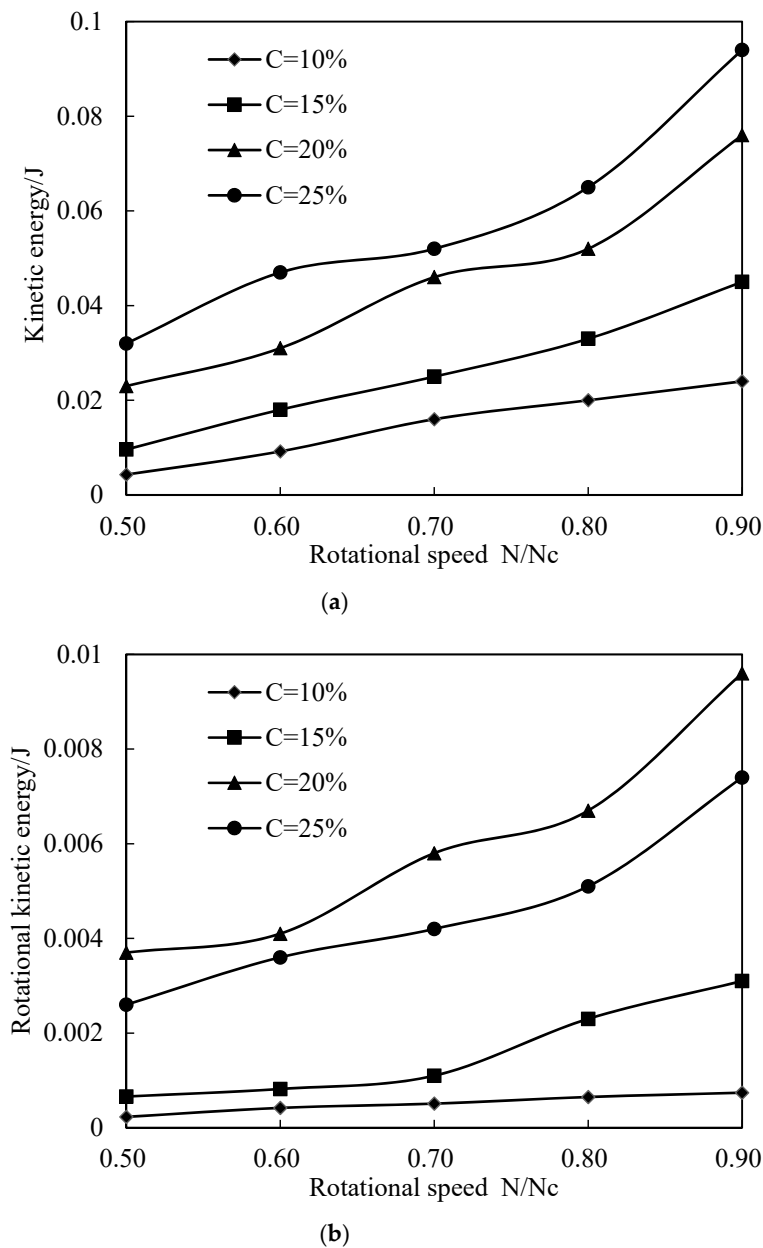 0.1
0.08
0.06
0.04
0.02
0
Kinetic energy/J
C=10%
C=15%
C=20%
C=25%
0.50 0.60 0.70 0.80 0.90
Rotational speed N/Nc
(a)
0.01
0.008
0.006
0.004
0.002
0
Rotational kinetic energy/J
C=10%
C=15%
C=20%
C=25%
0.50 0.60 0.70 0.80 0.90
Rotational speed N/Nc
(b)